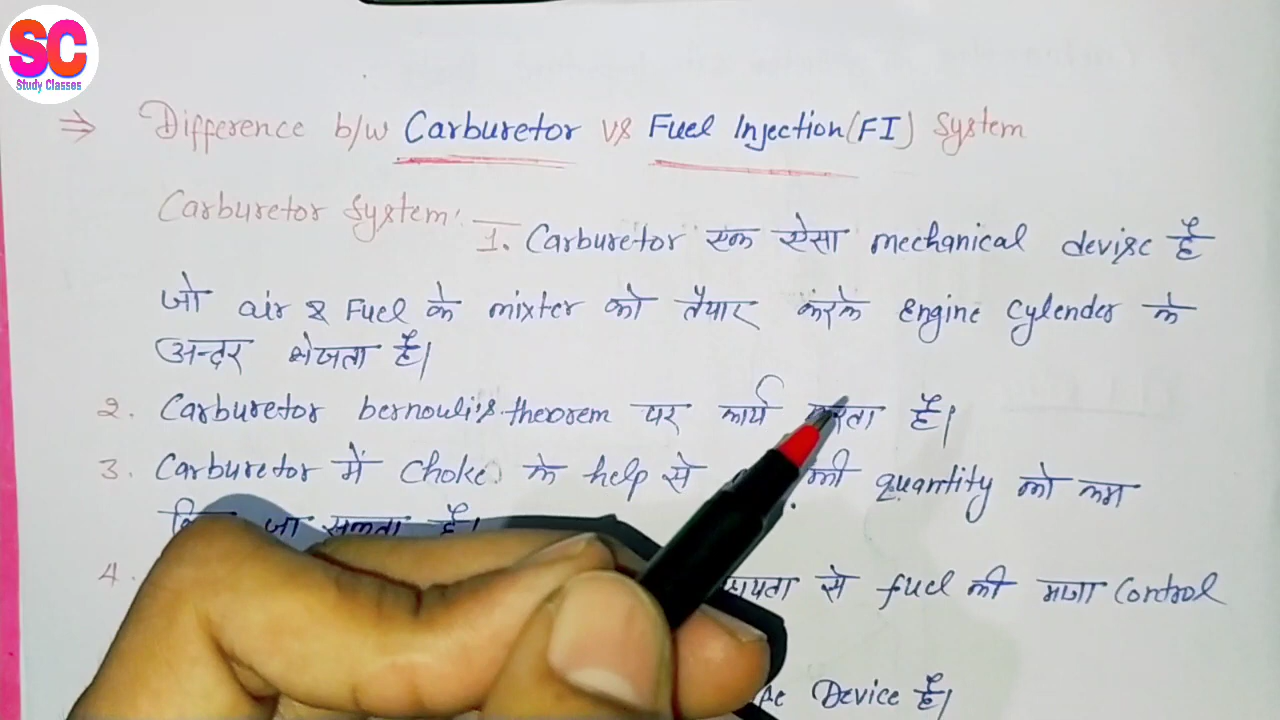 SC
Study Classes
⇒ Difference b/w Carburetor vs Fuel Injection (FI) System
Carburetor System:
1. Carburetor एक ऐसा mechanical devise है
जो air & Fuel के mixter को तैयार करके Engine Cylender के
अन्दर भेजता है।
2. Carburetor bernouli's theorem पर कार्य करता है।
3. Carburetor में Choke के help से की quantity को कम
जा सकता है।
4. से fuel की Control
Device है।